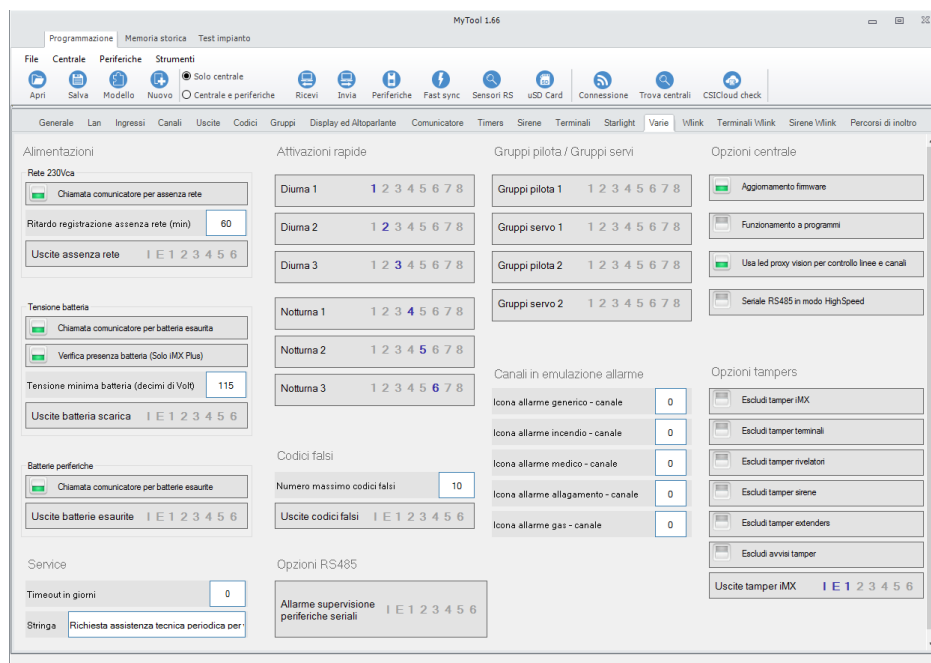 MyTool 1.66
Programmazione Memoria storica Test impianto
File Centrale Periferiche Strumenti
Solo centrale
Centrale e periferiche
Apri Salva Modello Nuovo Ricevi Invia Periferiche Fast sync Sensori RS uSD Card Connessione Trova centrali CSICloud check
Generale Lan Ingressi Canali Uscite Codici Gruppi Display ed Altoparlante Comunicatore Timers Sirene Terminali Starlight Varie Wlink Terminali Wlink Sirene Wlink Percorsi di inoltro
Alimentazioni
Rete 230Vca
Chiamata comunicatore per assenza rete
Ritardo registrazione assenza rete (min) 60
Uscite assenza rete I E 1 2 3 4 5 6
Tensione batteria
Chiamata comunicatore per batteria esaurita
Verifica presenza batteria (Solo iMX Plus)
Tensione minima batteria (decimi di Volt) 115
Uscite batteria scarica I E 1 2 3 4 5 6
Batterie periferiche
Chiamata comunicatore per batterie esaurite
Uscite batterie esaurite I E 1 2 3 4 5 6
Service
Timeout in giorni 0
Stringa Richiesta assistenza tecnica periodica per
Attivazioni rapide
Diurna 1 1 2 3 4 5 6 7 8
Diurna 2 1 2 3 4 5 6 7 8
Diurna 3 1 2 3 4 5 6 7 8
Notturna 1 1 2 3 4 5 6 7 8
Notturna 2 1 2 3 4 5 6 7 8
Notturna 3 1 2 3 4 5 6 7 8
Codici falsi
Numero massimo codici falsi 10
Uscite codici falsi I E 1 2 3 4 5 6
Opzioni RS485
Allarme supervisione
periferiche seriali I E 1 2 3 4 5 6
Gruppi pilota / Gruppi servi
Gruppi pilota 1 1 2 3 4 5 6 7 8
Gruppi servo 1 1 2 3 4 5 6 7 8
Gruppi pilota 2 1 2 3 4 5 6 7 8
Gruppi servo 2 1 2 3 4 5 6 7 8
Canali in emulazione allarme
Icona allarme generico - canale 0
Icona allarme incendio - canale 0
Icona allarme medico - canale 0
Icona allarme allagamento - canale 0
Icona allarme gas - canale 0
Opzioni centrale
Aggiornamento firmware
Funzionamento a programmi
Usa led proxy vision per controllo linee e canali
Seriale RS485 in modo HighSpeed
Opzioni tampers
Escludi tamper iMX
Escludi tamper terminali
Escludi tamper rivelatori
Escludi tamper sirene
Escludi tamper extenders
Escludi avvisi tamper
Uscite tamper iMX I E 1 2 3 4 5 6